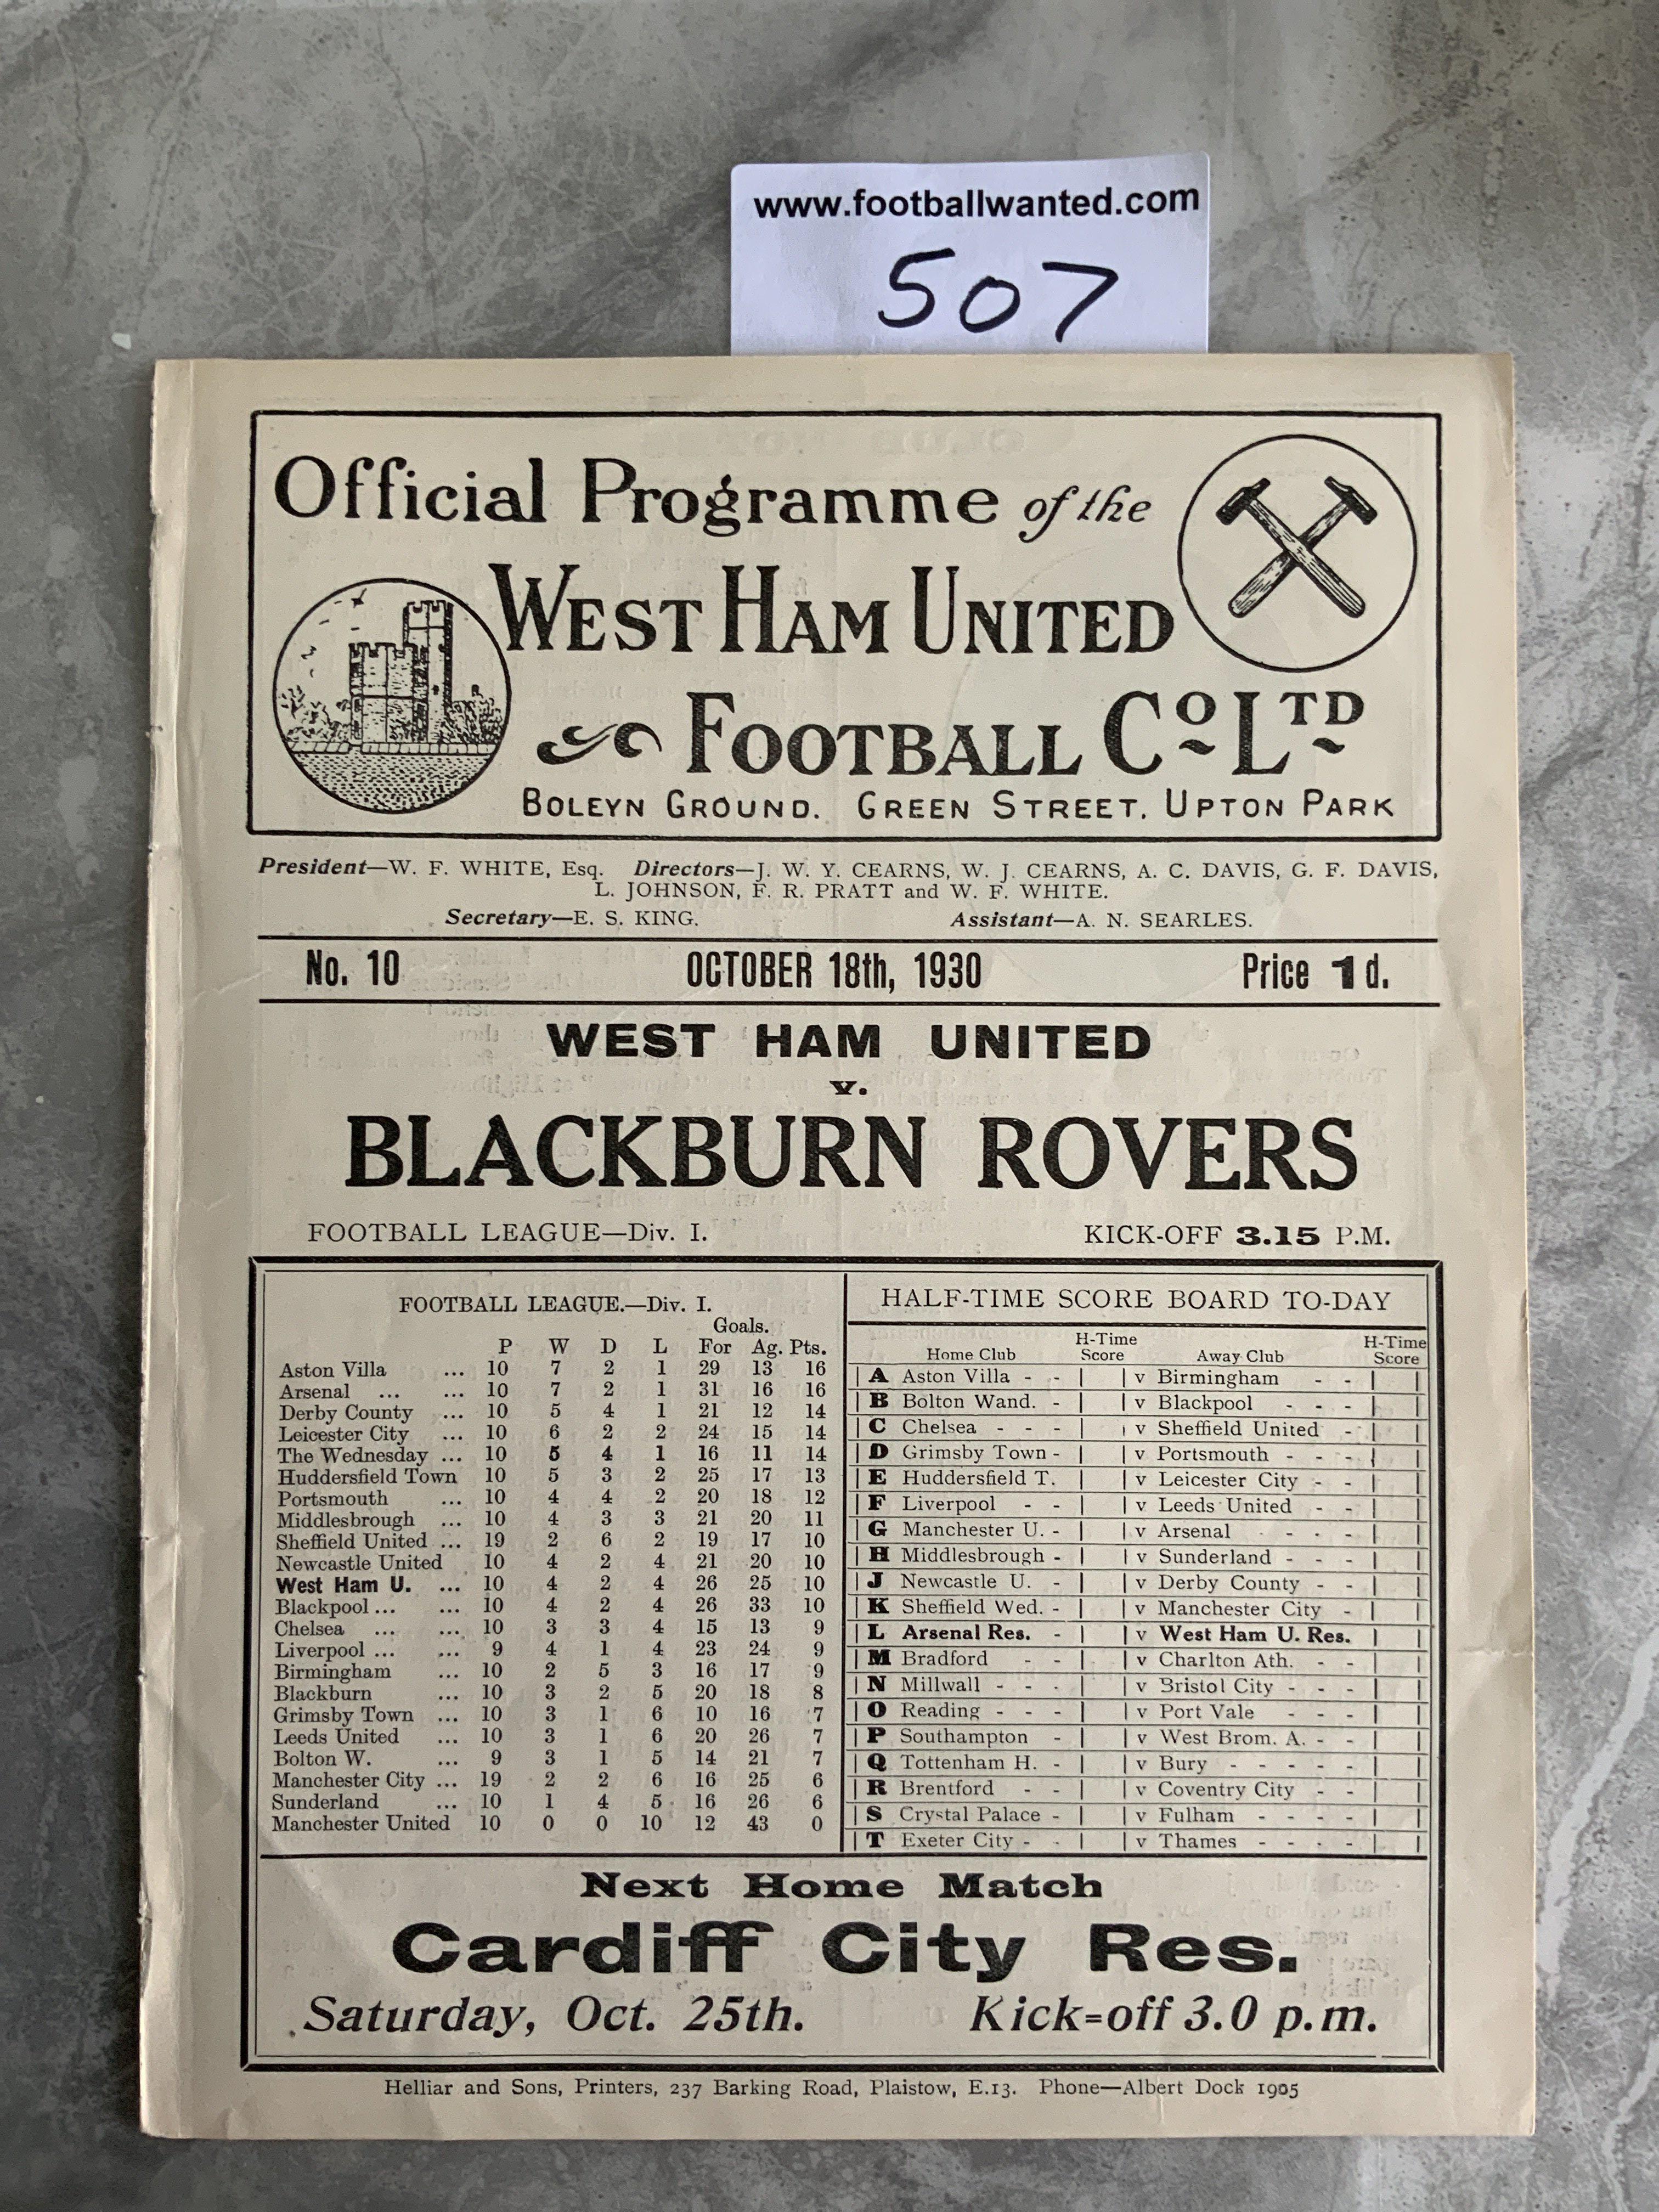 www.footballwanted.com
507
Official Programme of the
WEST HAM UNITED
FOOTBALL CO LTD
BOLEYN GROUND. GREEN STREET, UPTON PARK
President—W. F. WHITE, Esq. Directors—J. W. Y. CEARNS, W. J. CEARNS, A. C. DAVIS, G. F. DAVIS,
L. JOHNSON, F. R. PRATT and W. F. WHITE.
Secretary—E. S. KING. Assistant—A. N. SEARLES.
No. 10 OCTOBER 18th, 1930 Price 1d.
WEST HAM UNITED
v.
BLACKBURN ROVERS
FOOTBALL LEAGUE—Div. I. KICK-OFF 3.15 P.M.
FOOTBALL LEAGUE.—Div. I.
Goals.
P W D L For Ag. Pts.
Aston Villa ... 10 7 2 1 29 13 16
Arsenal ... ... 10 7 2 1 31 16 16
Derby County ... 10 5 4 1 21 12 14
Leicester City ... 10 6 2 2 24 15 14
The Wednesday ... 10 5 4 1 16 11 14
Huddersfield Town 10 5 3 2 25 17 13
Portsmouth ... 10 4 4 2 20 18 12
Middlesbrough ... 10 4 3 3 21 20 11
Sheffield United ... 19 2 6 2 19 17 10
Newcastle United 10 4 2 4 21 20 10
West Ham U. ... 10 4 2 4 26 25 10
Blackpool ... ... 10 4 2 4 26 33 10
Chelsea ... ... 10 3 3 4 15 13 9
Liverpool ... ... 9 4 1 4 23 24 9
Birmingham ... 10 2 5 3 16 17 9
Blackburn ... 10 3 2 5 20 18 8
Grimsby Town ... 10 3 1 6 10 16 7
Leeds United ... 10 3 1 6 20 26 7
Bolton W. ... 9 3 1 5 14 21 7
Manchester City ... 19 2 2 6 16 25 6
Sunderland ... 10 1 4 5 16 26 6
Manchester United 10 0 0 10 12 43 0
HALF-TIME SCORE BOARD TO-DAY
Home Club H-Time Score Away Club H-Time Score
A Aston Villa - - v Birmingham - -
B Bolton Wand. - v Blackpool - - -
C Chelsea - - - v Sheffield United -
D Grimsby Town - v Portsmouth - - -
E Huddersfield T. v Leicester City - -
F Liverpool - - v Leeds United - -
G Manchester U. - v Arsenal - - -
H Middlesbrough - v Sunderland - - -
J Newcastle U. - v Derby County - -
K Sheffield Wed. - v Manchester City -
L Arsenal Res. - v West Ham U. Res.
M Bradford - - v Charlton Ath. - -
N Millwall - - - v Bristol City - - -
O Reading - - - v Port Vale - - -
P Southampton - v West Brom. A. - -
Q Tottenham H. - v Bury - - - - -
R Brentford - - v Coventry City - -
S Crystal Palace - v Fulham - - - -
T Exeter City - - v Thames - - - -
Next Home Match
Cardiff City Res.
Saturday, Oct. 25th. Kick=off 3.0 p.m.
Helliar and Sons, Printers, 237 Barking Road, Plaistow, E.13. Phone—Albert Dock 1905